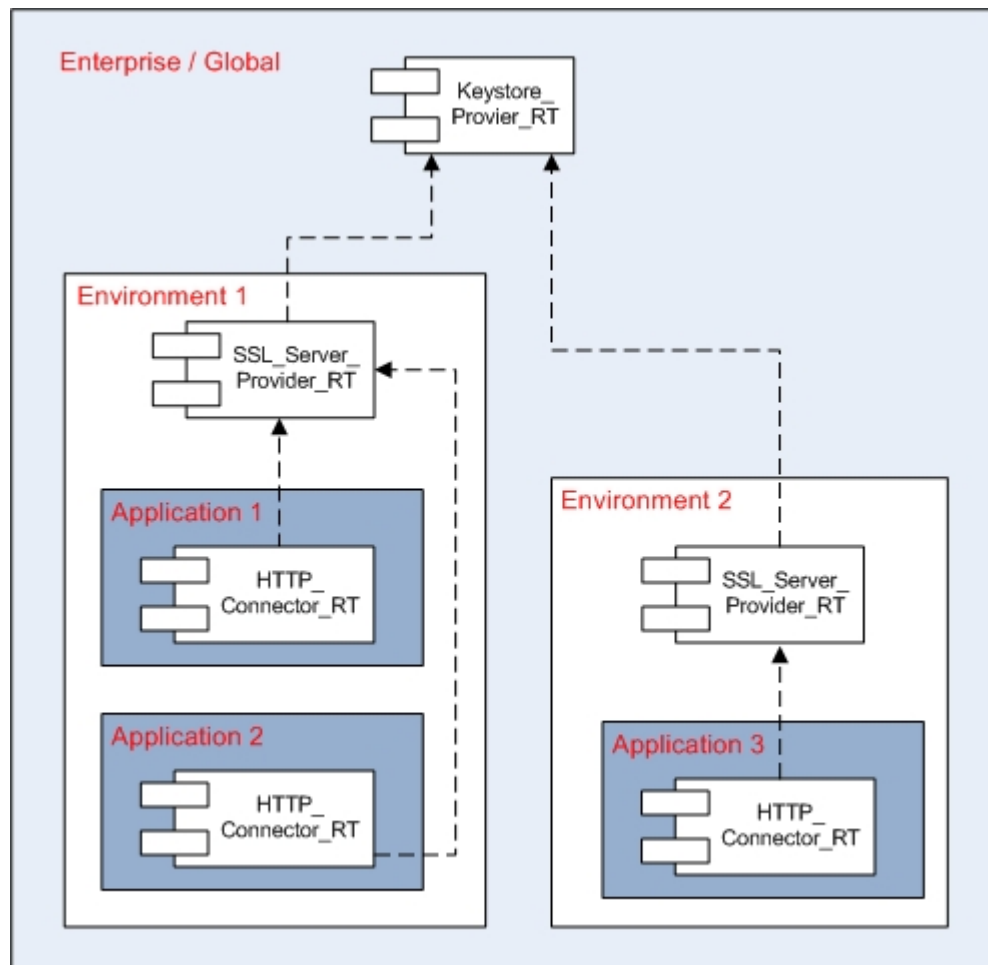 Enterprise / Global
Keystore_
Provier_RT
Environment 1
SSL_Server_
Provider_RT
Application 1
HTTP_
Connector_RT
Application 2
HTTP_
Connector_RT
Environment 2
SSL_Server_
Provider_RT
Application 3
HTTP_
Connector_RT